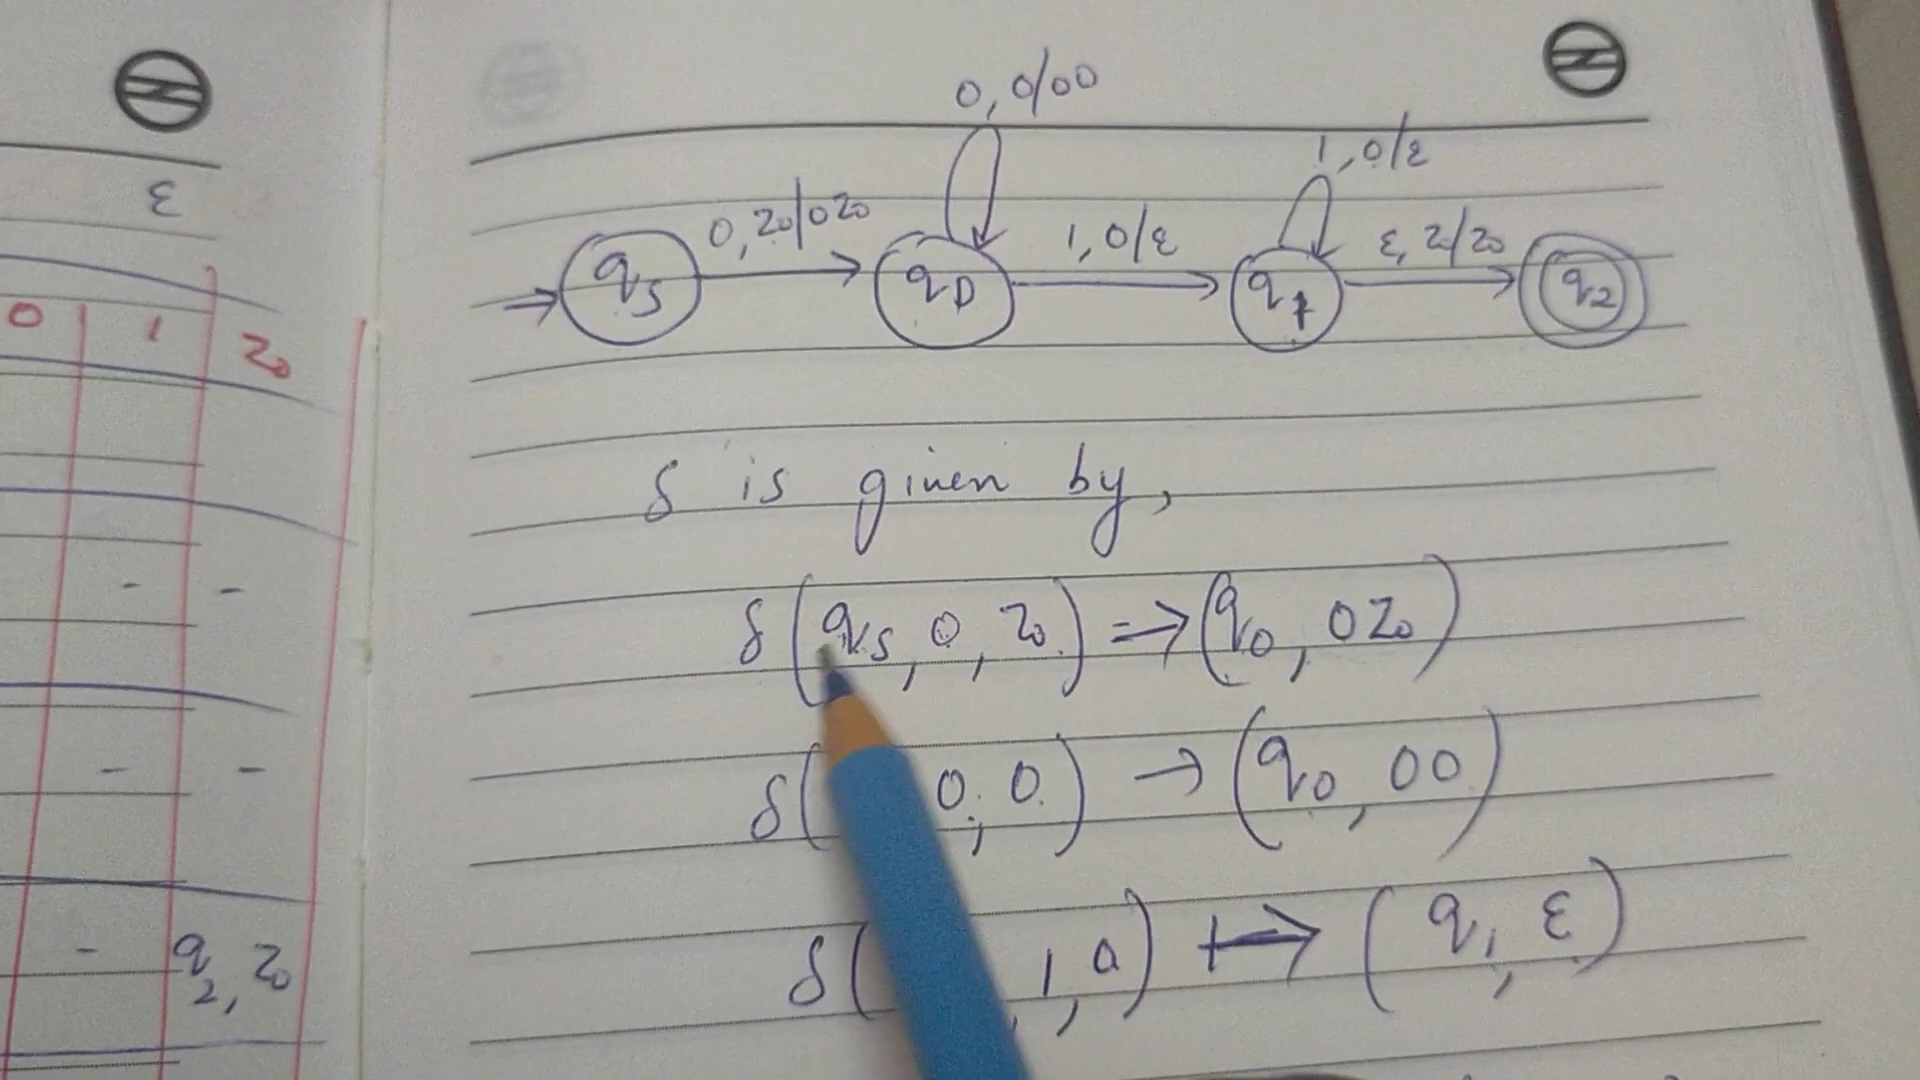 ε
0 1 z₀
- -
- -
- q₂, z₀
0, 0/00
1, 0/ε
0, z₀/0z₀
1, 0/ε
ε, z₀/z₀
qₛ q₀ q₁ q₂
δ is given by,
δ(qₛ, 0, z₀) ⇒ (q₀, 0z₀)
δ( 0, 0) → (q₀, 00)
δ( 1, 0) ↦ (q₁, ε)